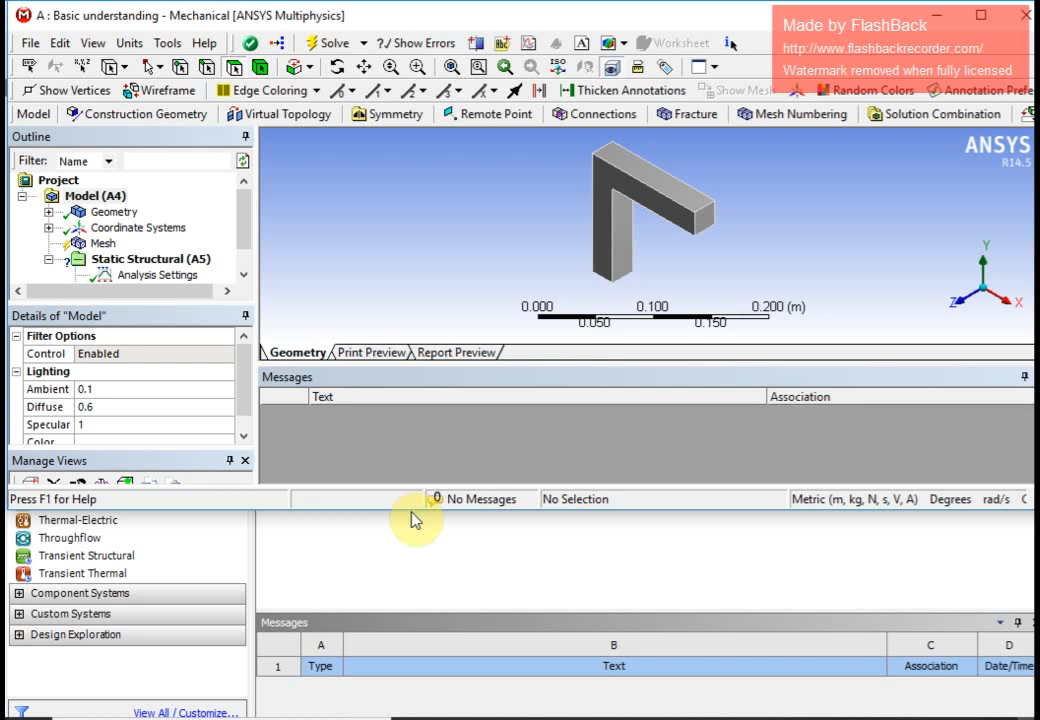 A : Basic understanding - Mechanical [ANSYS Multiphysics]
Made by FlashBack
http://www.flashbackrecorder.com/
Watermark removed when fully licensed
File Edit View Units Tools Help Solve ?/ Show Errors Worksheet
Show Vertices Wireframe Edge Coloring Thicken Annotations Show Mesh Random Colors Annotation Prefe
Model Construction Geometry Virtual Topology Symmetry Remote Point Connections Fracture Mesh Numbering Solution Combination
Outline
Filter: Name
Project
Model (A4)
Geometry
Coordinate Systems
Mesh
Static Structural (A5)
Analysis Settings
ANSYS
R14.5
Y
Z
X
0.000 0.100 0.200 (m)
0.050 0.150
Details of "Model"
Filter Options
Control Enabled
Lighting
Ambient 0.1
Diffuse 0.6
Specular 1
Color
Geometry Print Preview Report Preview
Messages
Text Association
Manage Views
Press F1 for Help 0 No Messages No Selection Metric (m, kg, N, s, V, A) Degrees rad/s C
Thermal-Electric
Throughflow
Transient Structural
Transient Thermal
Component Systems
Custom Systems
Design Exploration
View All / Customize...
Messages
A B C D
1 Type Text Association Date/Time